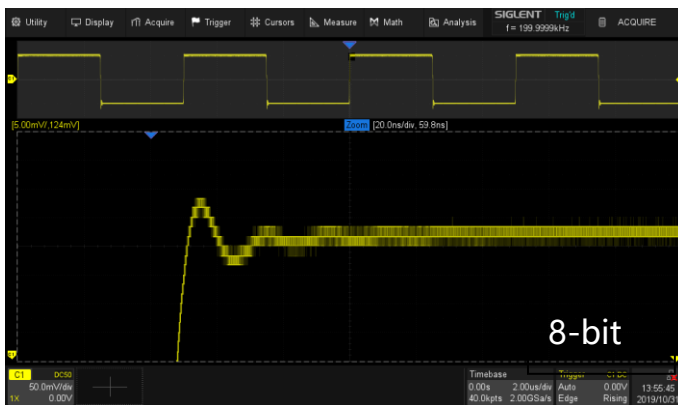 Utility Display Acquire Trigger Cursors Measure Math Analysis SIGLENT Trig'd ACQUIRE
f = 199.9999kHz
[5.00mV/,124mV] Zoom [20.0ns/div, 59.8ns]
8-bit
C1 DC50 Timebase Trigger C1 DC
50.0mV/div 0.00s 2.00us/div Auto 0.00V 13:55:45
1X 0.00V 40.0kpts 2.00GSa/s Edge Rising 2019/10/31